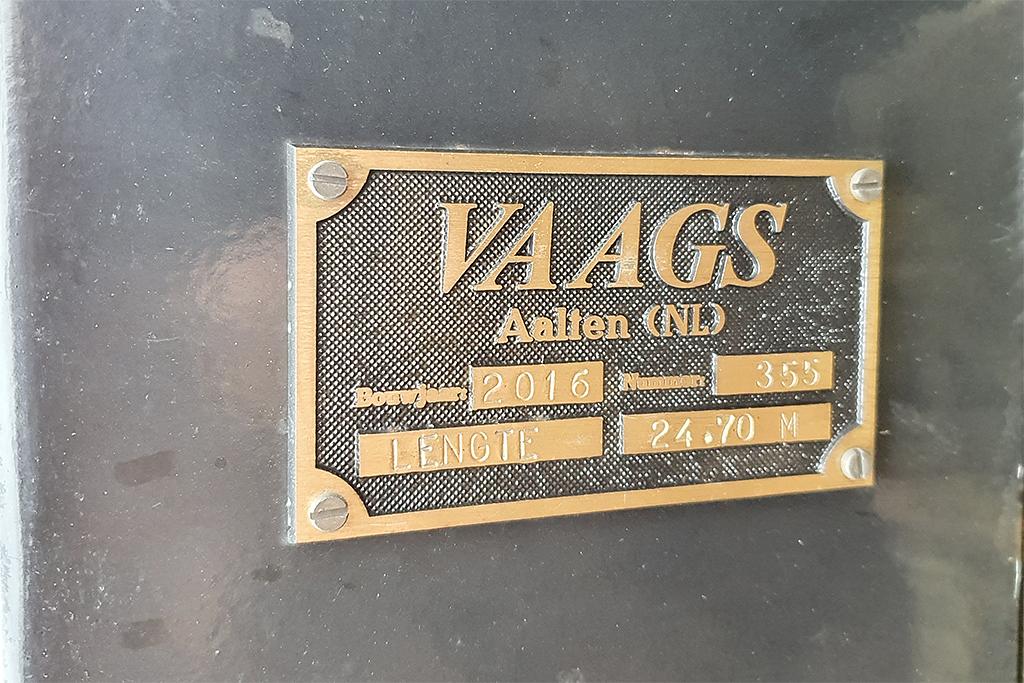 VAAGS
Aalten (NL)
Bouwjaar: 2016 Nummer: 355
LENGTE 24.70 M